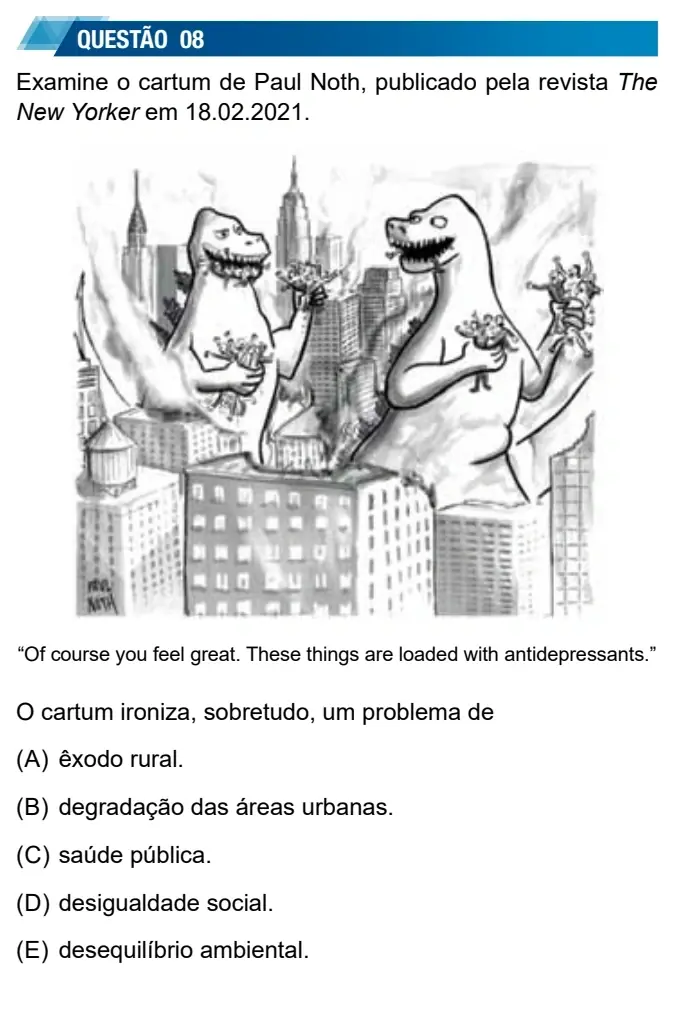 QUESTÃO 08
Examine o cartum de Paul Noth, publicado pela revista The
New Yorker em 18.02.2021.
PAUL
NOTH
“Of course you feel great. These things are loaded with antidepressants.”
O cartum ironiza, sobretudo, um problema de
(A) êxodo rural.
(B) degradação das áreas urbanas.
(C) saúde pública.
(D) desigualdade social.
(E) desequilíbrio ambiental.